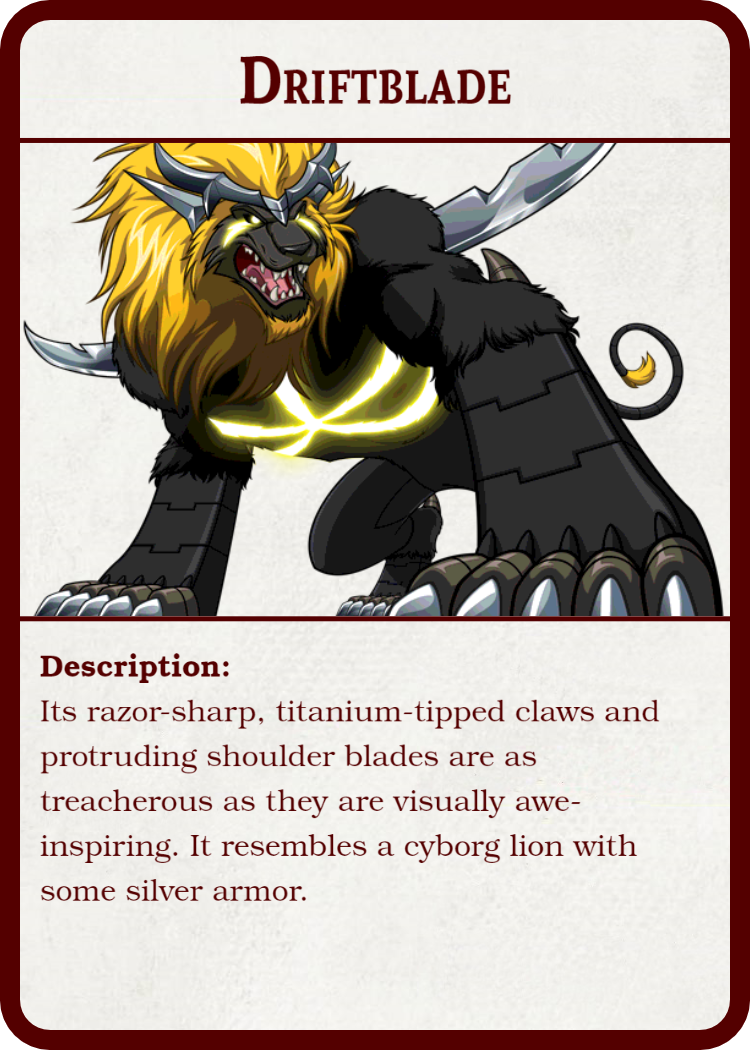 Driftblade
Description:
Its razor-sharp, titanium-tipped claws and
protruding shoulder blades are as
treacherous as they are visually awe-
inspiring. It resembles a cyborg lion with
some silver armor.